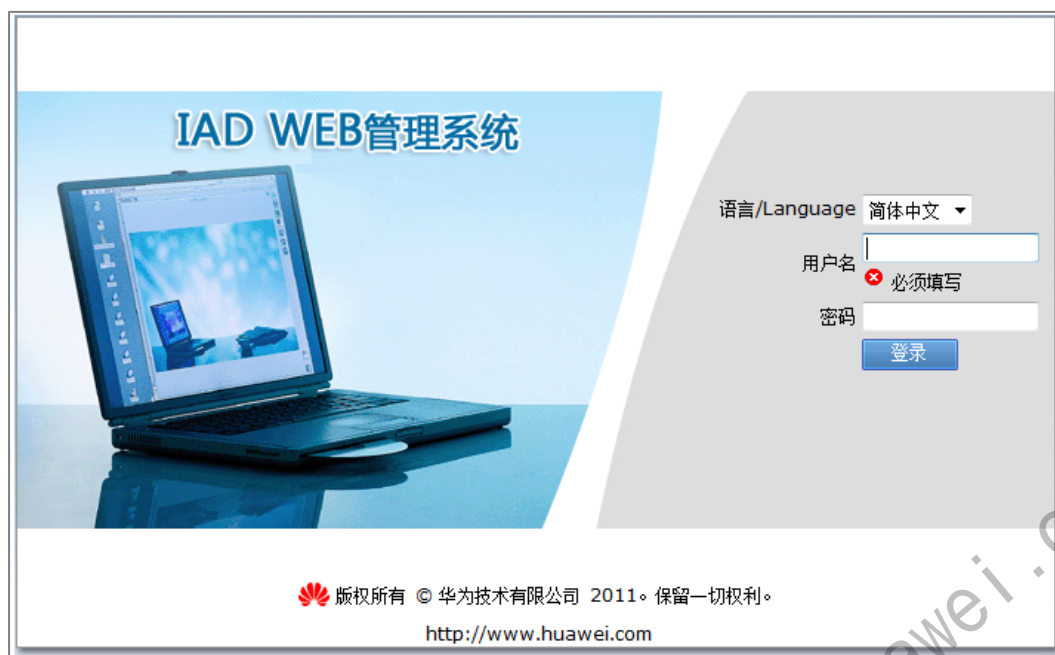 IAD WEB管理系统
语言/Language 简体中文
用户名
必须填写
密码
登录
版权所有 © 华为技术有限公司 2011。保留一切权利。
http://www.huawei.com